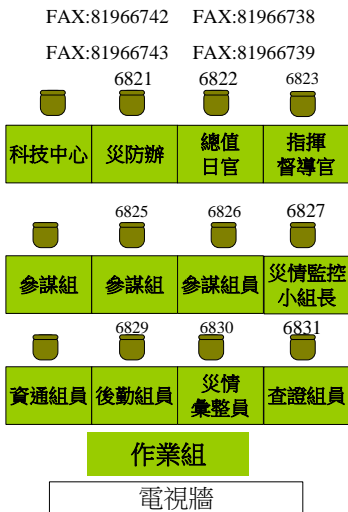 FAX:81966742 FAX:81966738
FAX:81966743 FAX:81966739
6821 6822 6823
科技中心 災防辦 總值日官 指揮督導官
6825 6826 6827
參謀組 參謀組 參謀組員 災情監控小組長
6829 6830 6831
資通組員 後勤組員 災情彙整員 查證組員
作業組
電視牆